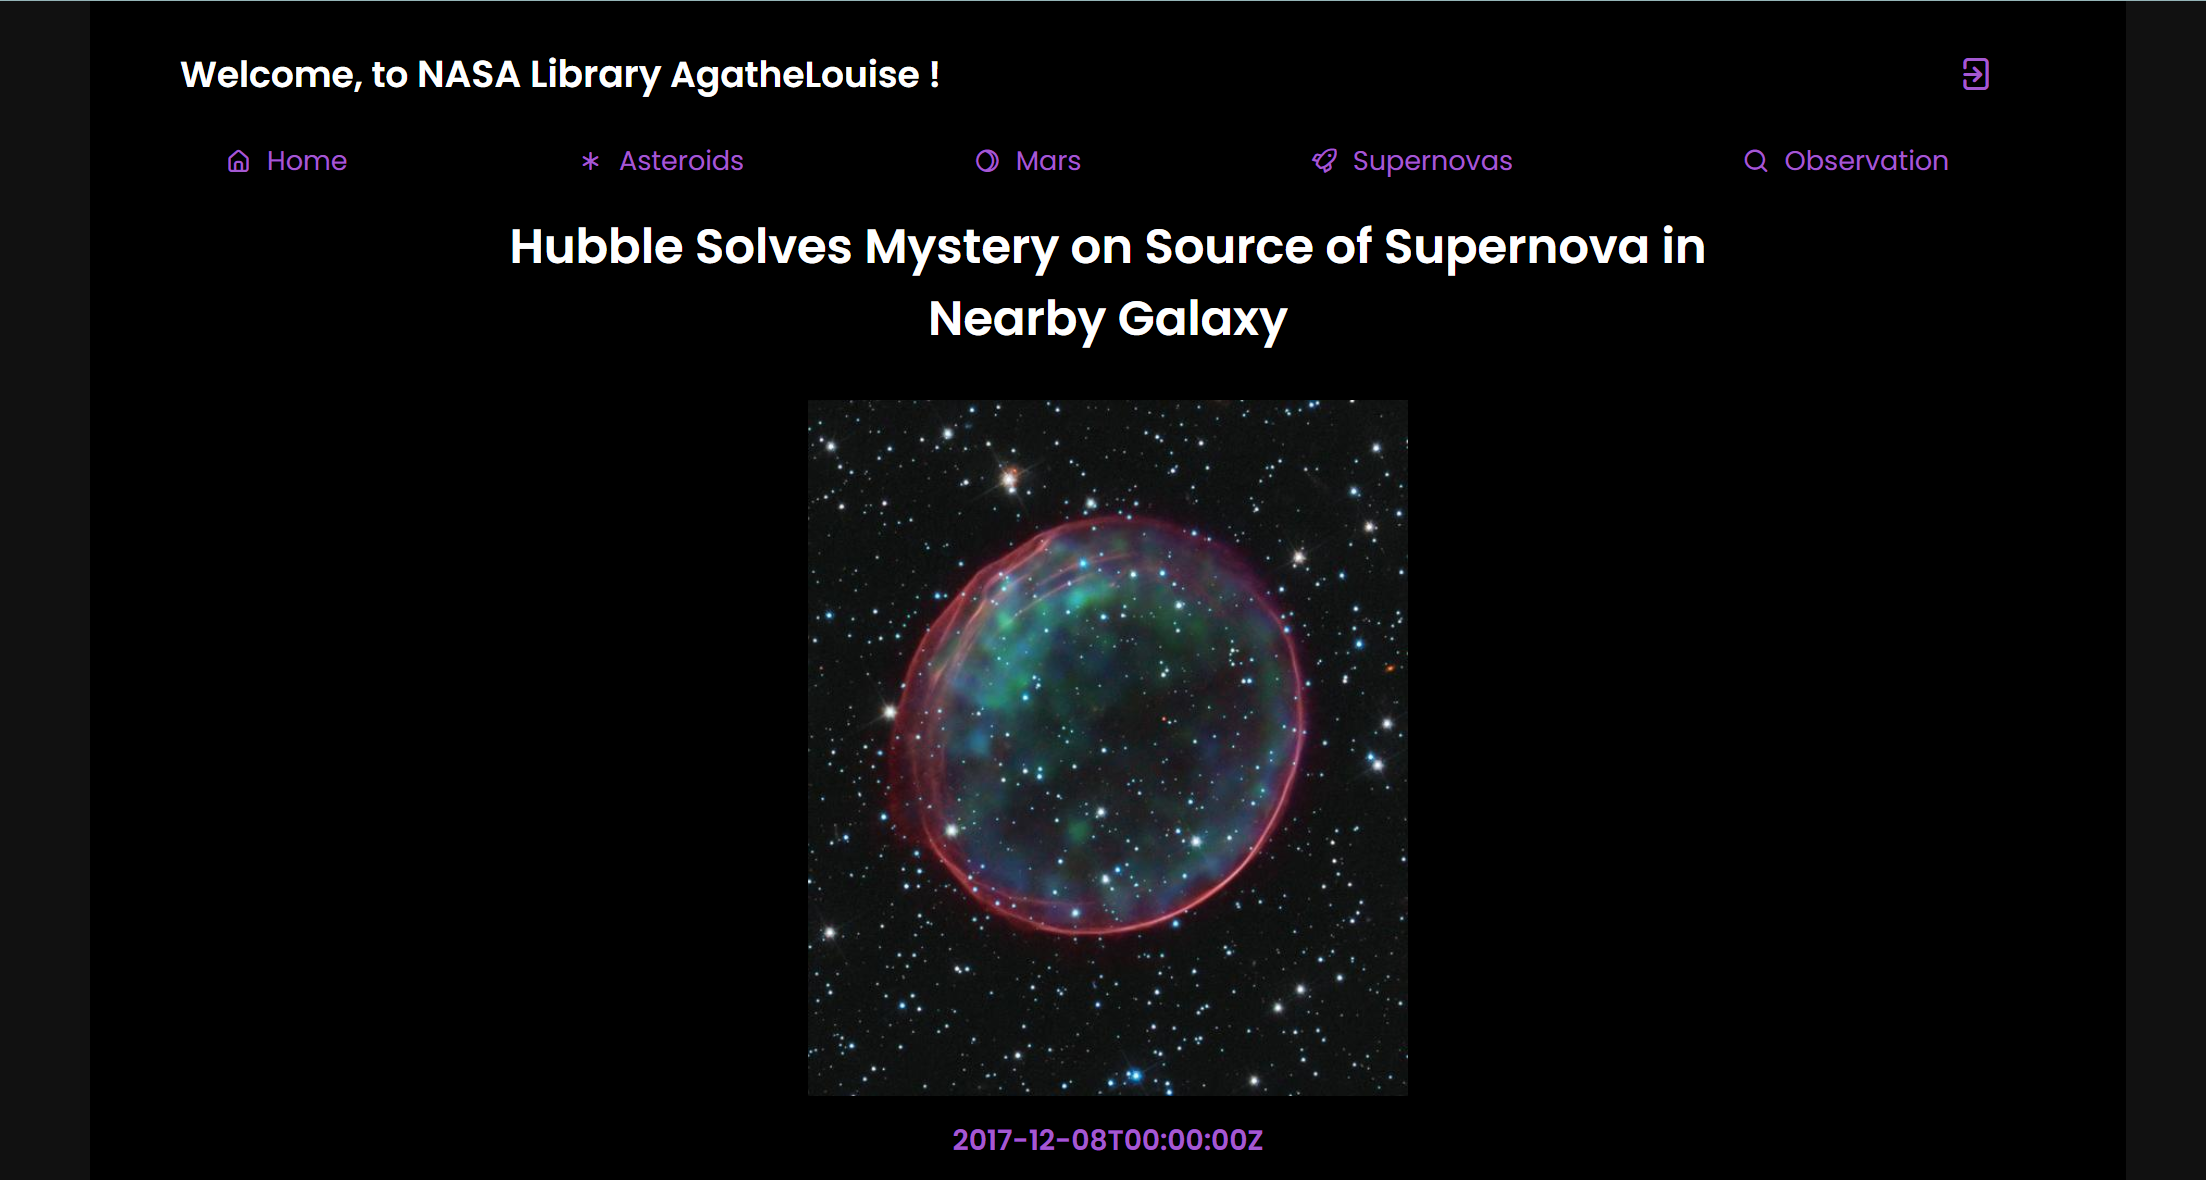 Welcome, to NASA Library AgatheLouise !
Home Asteroids Mars Supernovas Observation
Hubble Solves Mystery on Source of Supernova in
Nearby Galaxy
2017-12-08T00:00:00Z